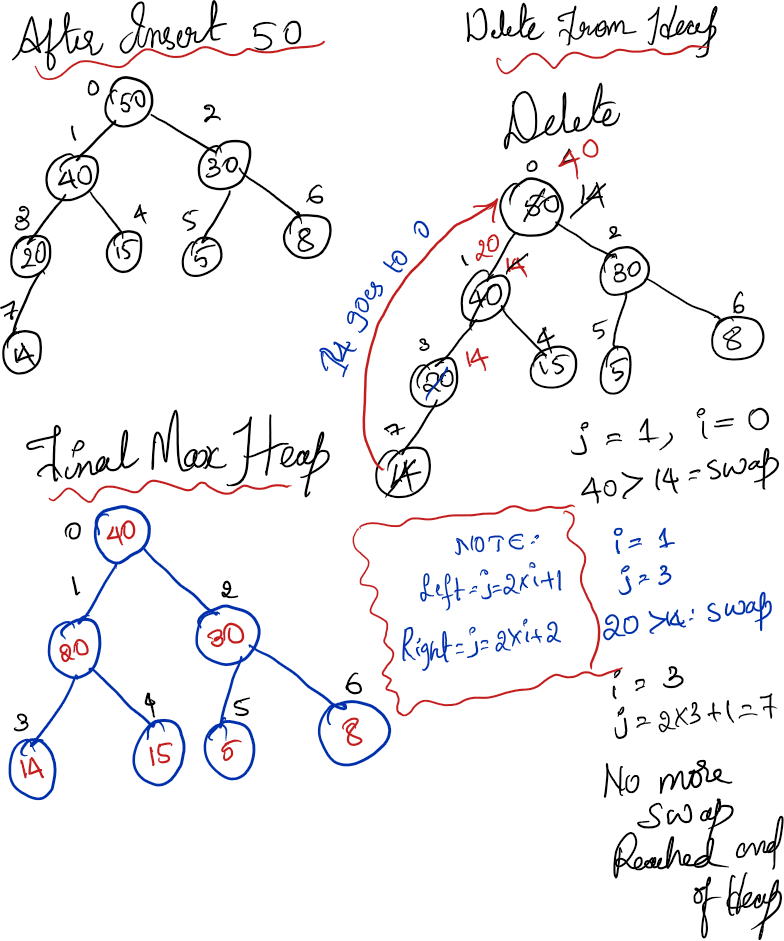 After Insert 50
0
50
1
2
40
30
3
4
5
6
20
15
5
8
7
14
Delete From Heap
Delete
0
40
50
14
1
20
14
2
40
30
3
14
4
5
6
20
15
5
8
7
14
14 goes to 0
j = 1, i = 0
40 > 14 = swap
i = 1
j = 3
20 > 14 = swap
i = 3
j = 2x3+1=7
No more
swap
Reached end
of Heap
NOTE:-
Left=j=2xi+1
Right=j=2xi+2
Final Max Heap
0
40
1
2
20
30
3
4
5
6
14
15
5
8